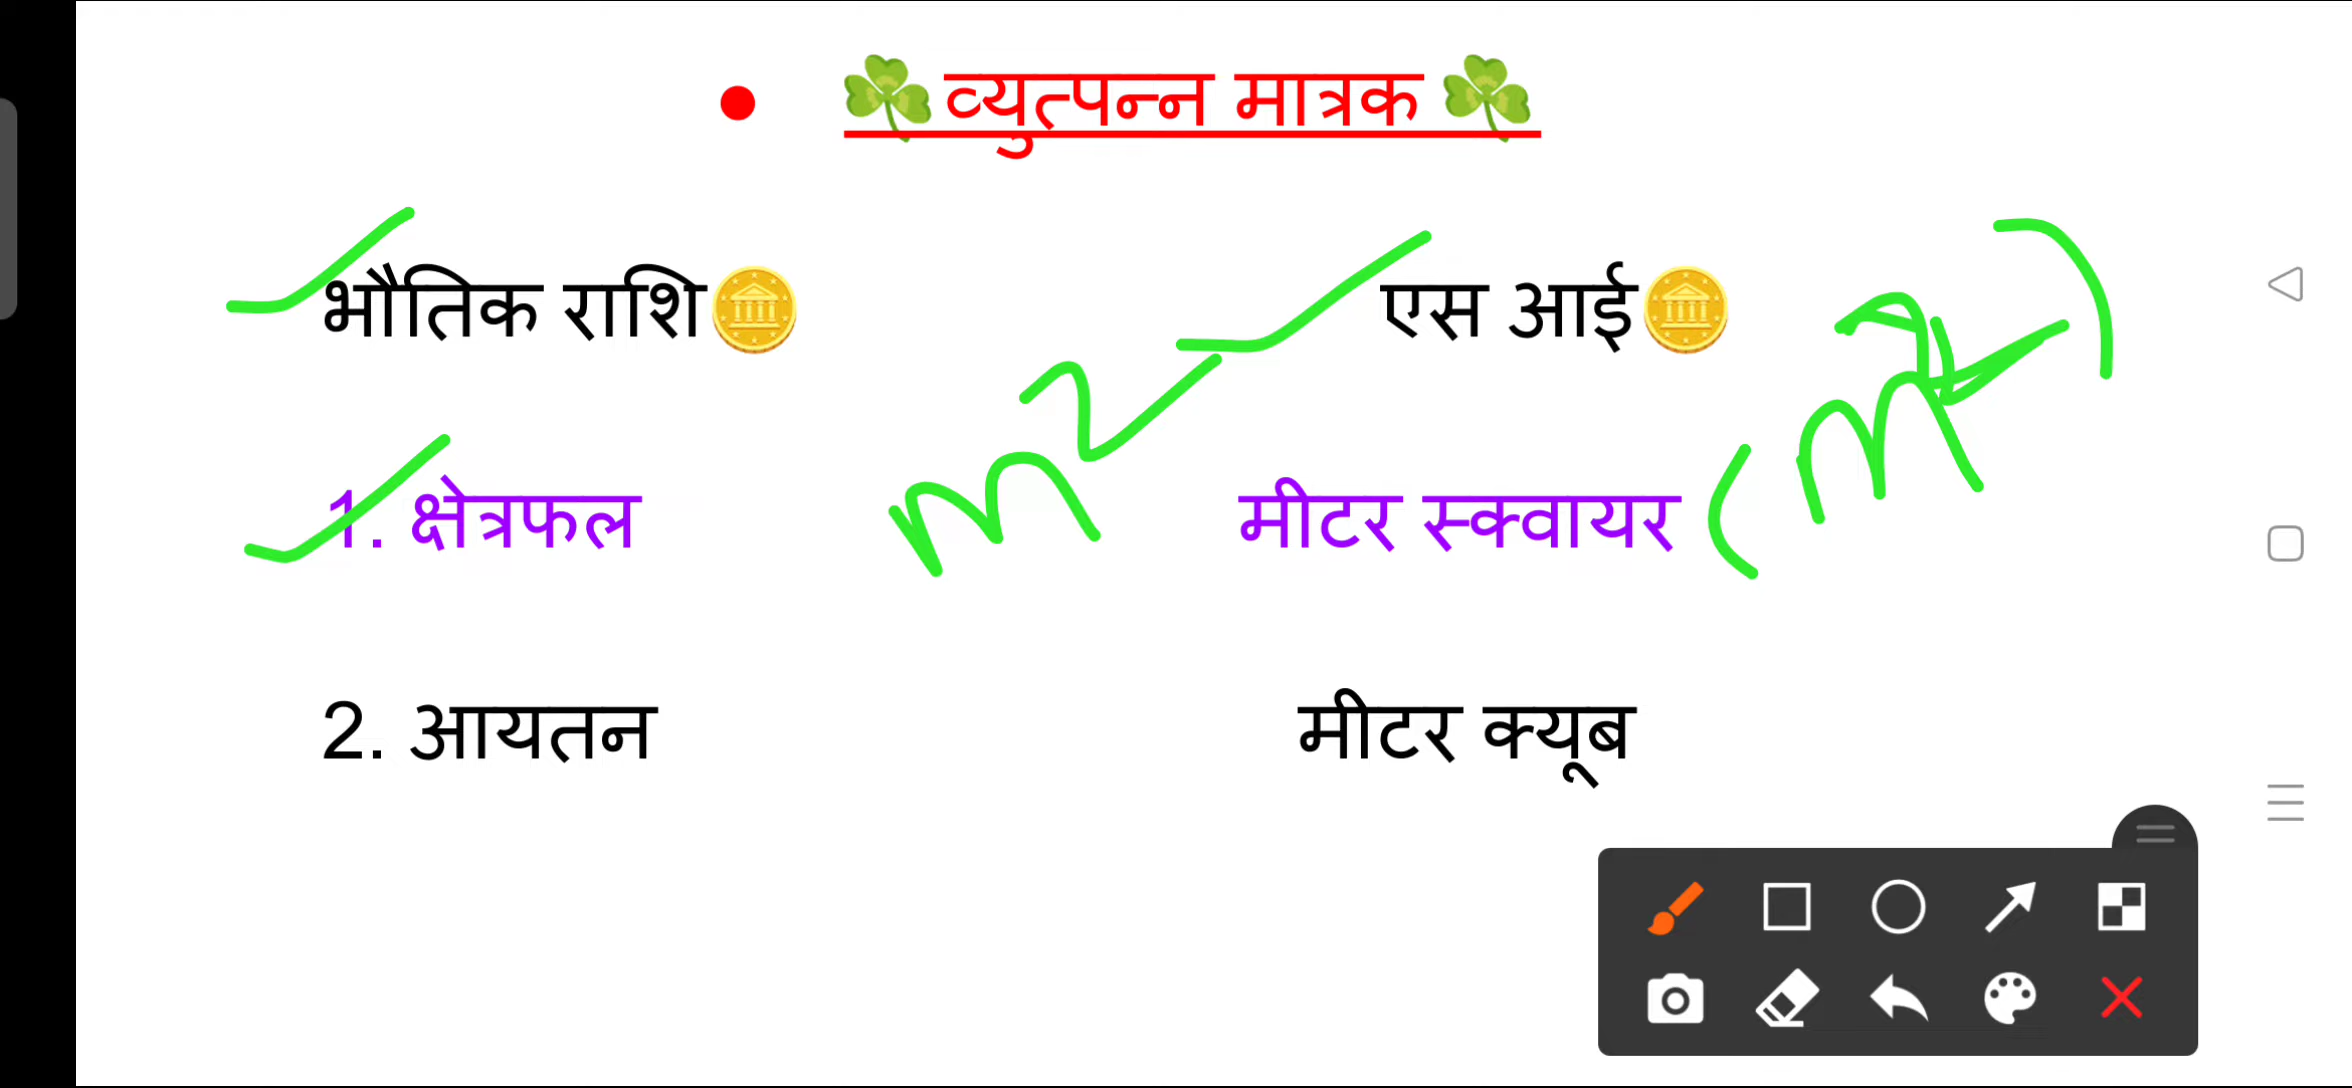 • ☘️व्युत्पन्न मात्रक☘️
भौतिक राशि🪙 एस आई🪙
1. क्षेत्रफल m² मीटर स्क्वायर (m²)
2. आयतन मीटर क्यूब